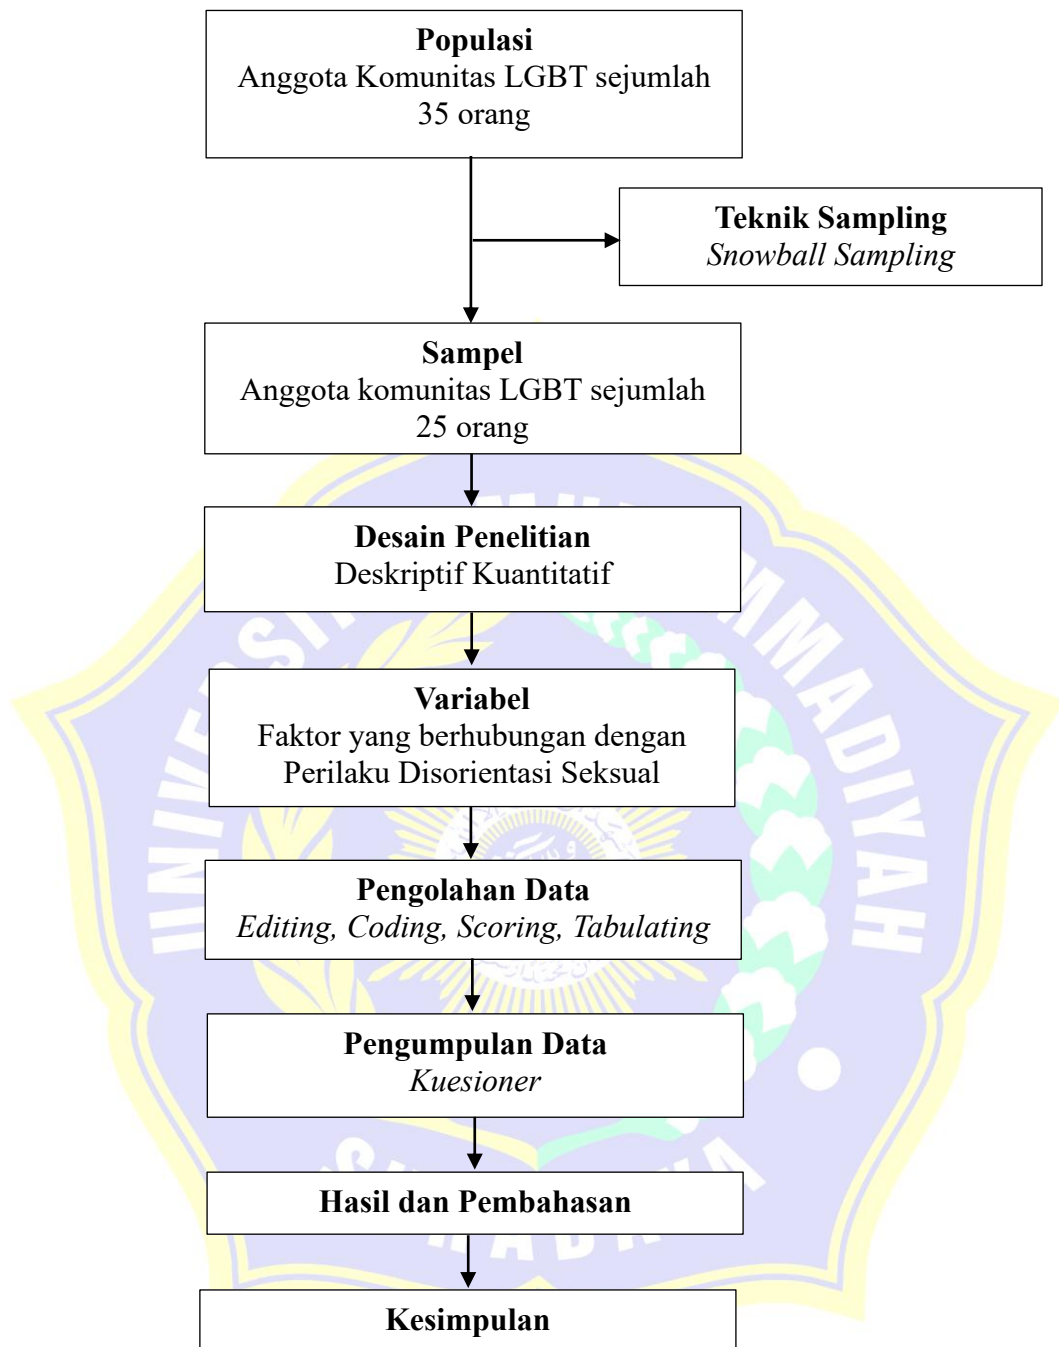 Populasi
Anggota Komunitas LGBT sejumlah
35 orang
Teknik Sampling
Snowball Sampling
Sampel
Anggota komunitas LGBT sejumlah
25 orang
Desain Penelitian
Deskriptif Kuantitatif
Variabel
Faktor yang berhubungan dengan
Perilaku Disorientasi Seksual
Pengolahan Data
Editing, Coding, Scoring, Tabulating
Pengumpulan Data
Kuesioner
Hasil dan Pembahasan
Kesimpulan